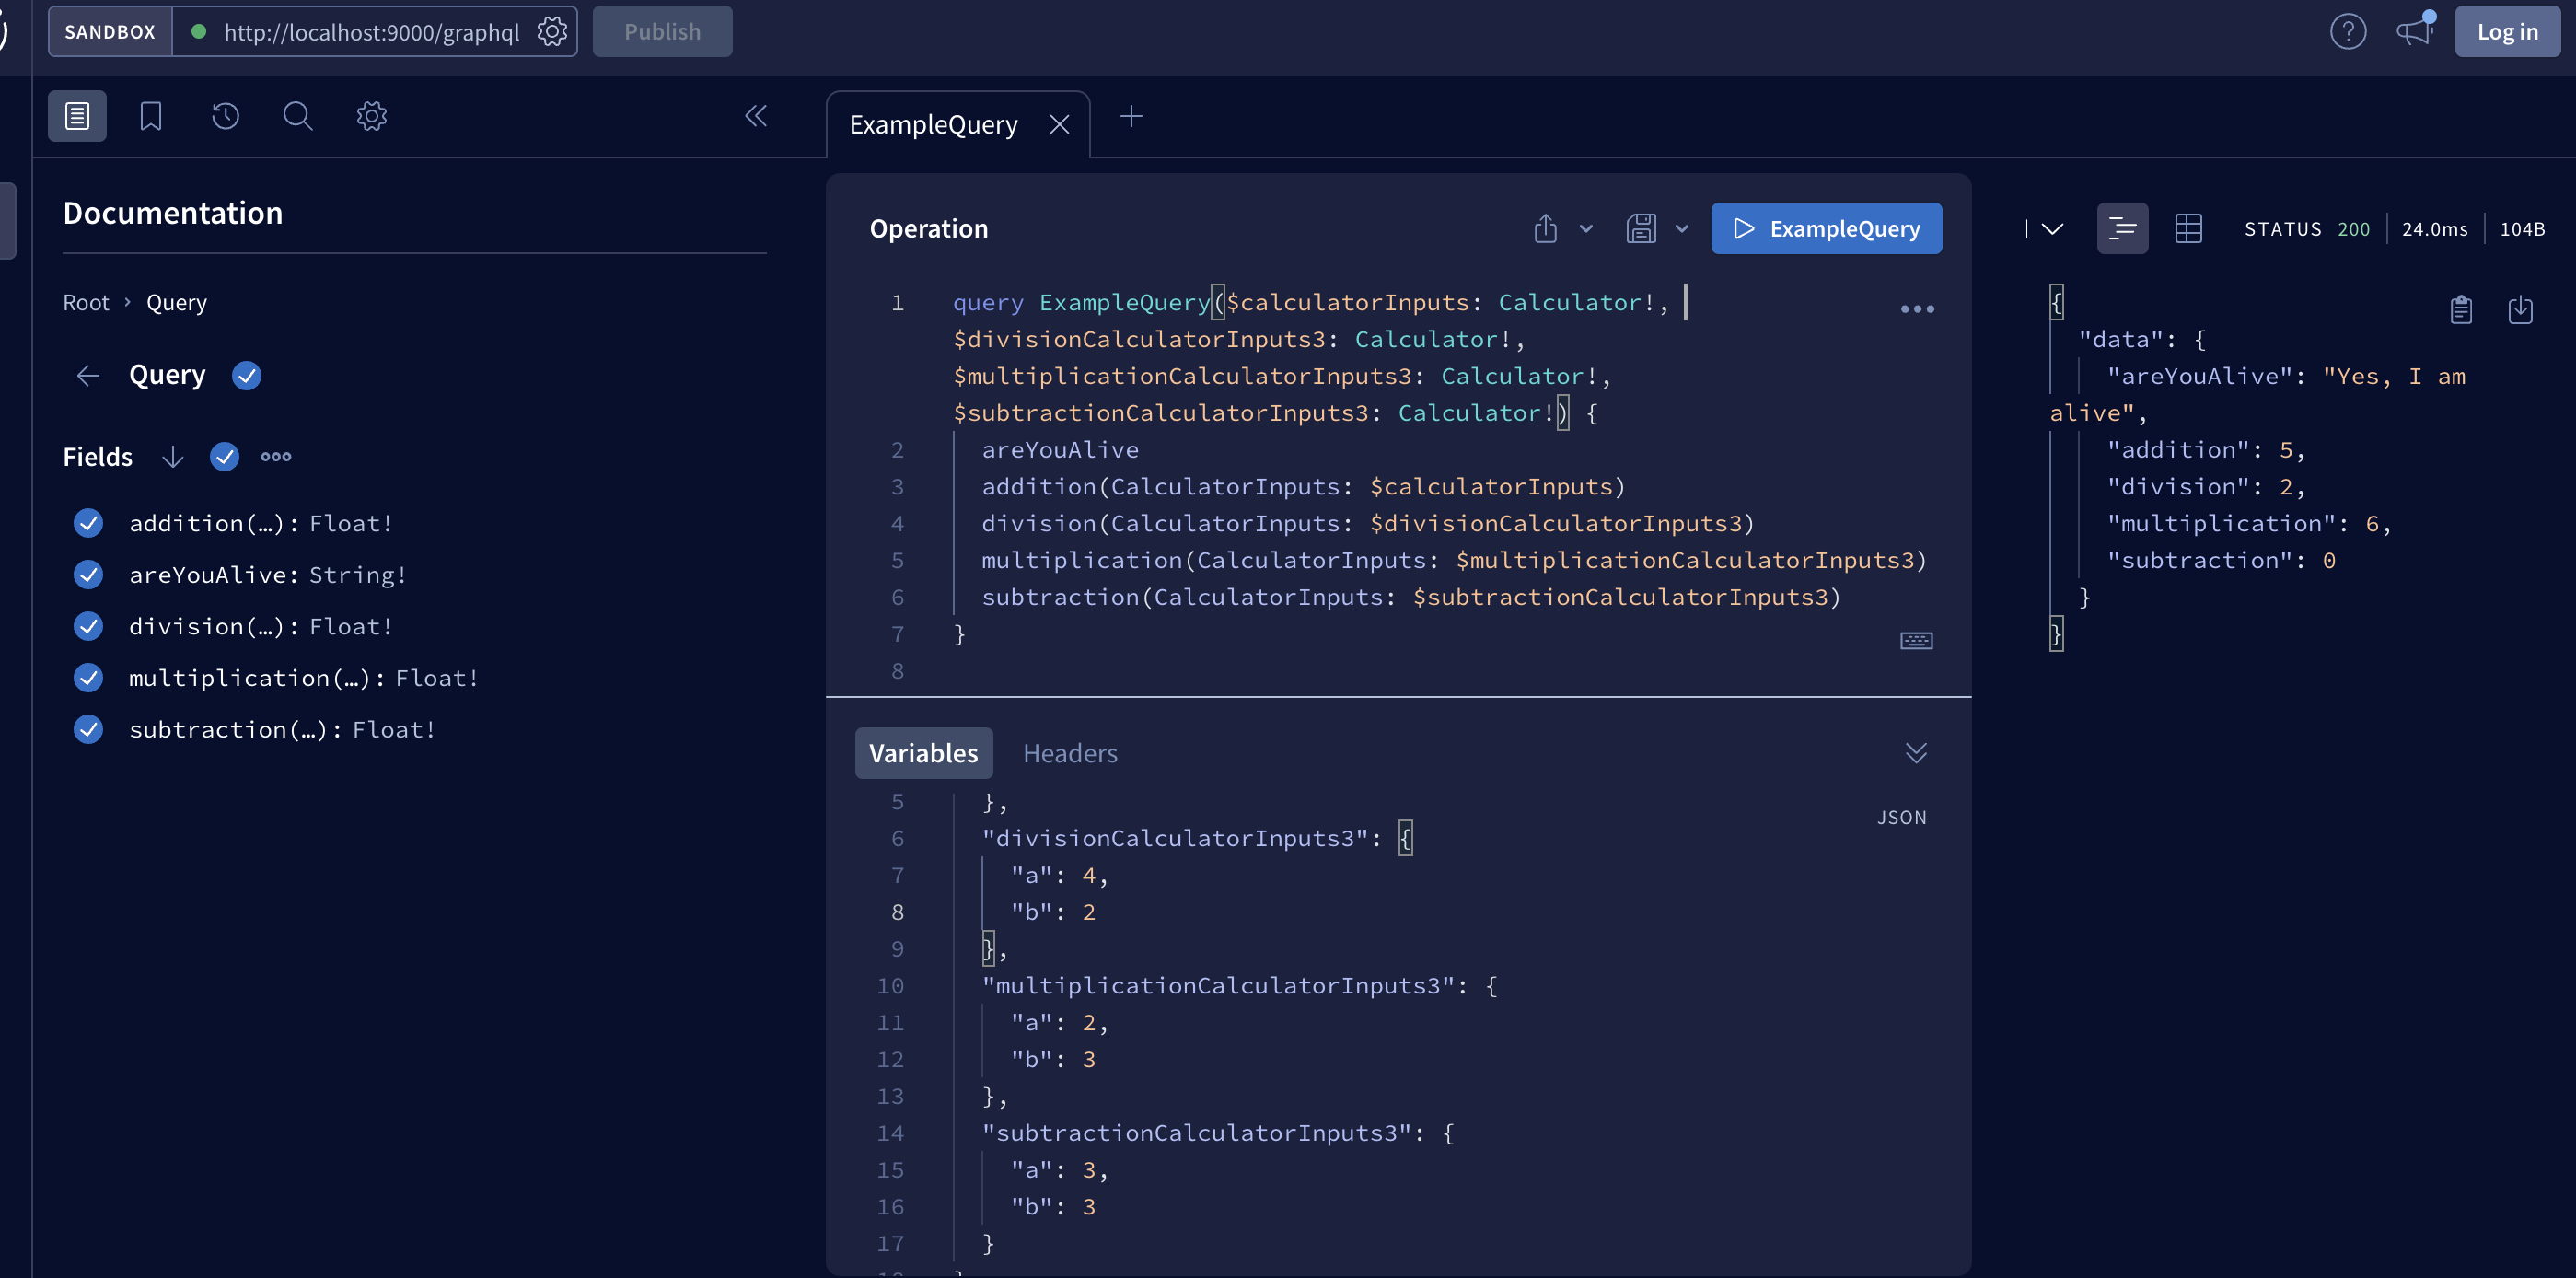 SANDBOX http://localhost:9000/graphql Publish Log in
ExampleQuery
Documentation
Root › Query
Query
Fields
addition(…): Float!
areYouAlive: String!
division(…): Float!
multiplication(…): Float!
subtraction(…): Float!
Operation
ExampleQuery
1 query ExampleQuery($calculatorInputs: Calculator!,
$divisionCalculatorInputs3: Calculator!,
$multiplicationCalculatorInputs3: Calculator!,
$subtractionCalculatorInputs3: Calculator!) {
2 areYouAlive
3 addition(CalculatorInputs: $calculatorInputs)
4 division(CalculatorInputs: $divisionCalculatorInputs3)
5 multiplication(CalculatorInputs: $multiplicationCalculatorInputs3)
6 subtraction(CalculatorInputs: $subtractionCalculatorInputs3)
7 }
8
Variables Headers
JSON
5 },
6 "divisionCalculatorInputs3": {
7 "a": 4,
8 "b": 2
9 },
10 "multiplicationCalculatorInputs3": {
11 "a": 2,
12 "b": 3
13 },
14 "subtractionCalculatorInputs3": {
15 "a": 3,
16 "b": 3
17 }
STATUS 200 24.0ms 104B
{
"data": {
"areYouAlive": "Yes, I am
alive",
"addition": 5,
"division": 2,
"multiplication": 6,
"subtraction": 0
}
}